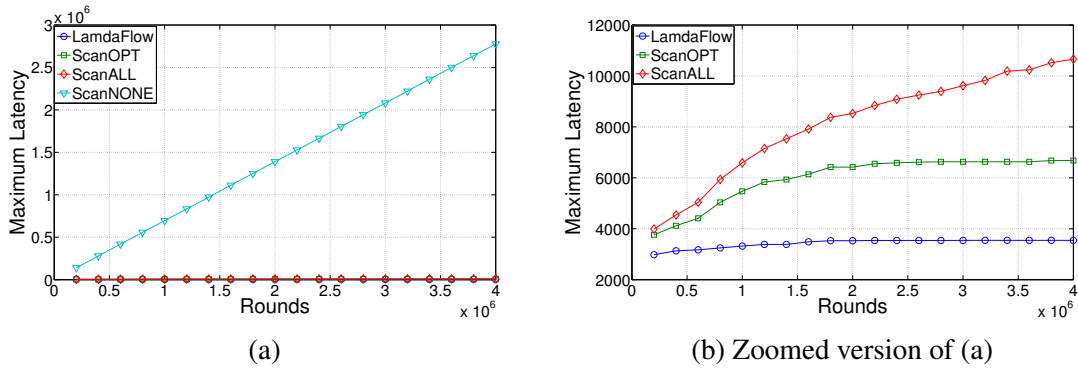 3 x 10^6
LamdaFlow
ScanOPT
ScanALL
ScanNONE
2.5
2
1.5
1
0.5
0
Maximum Latency
0 0.5 1 1.5 2 2.5 3 3.5 4
Rounds
x 10^6
(a)
12000
LamdaFlow
ScanOPT
ScanALL
10000
8000
6000
4000
2000
Maximum Latency
0 0.5 1 1.5 2 2.5 3 3.5 4
Rounds
x 10^6
(b) Zoomed version of (a)